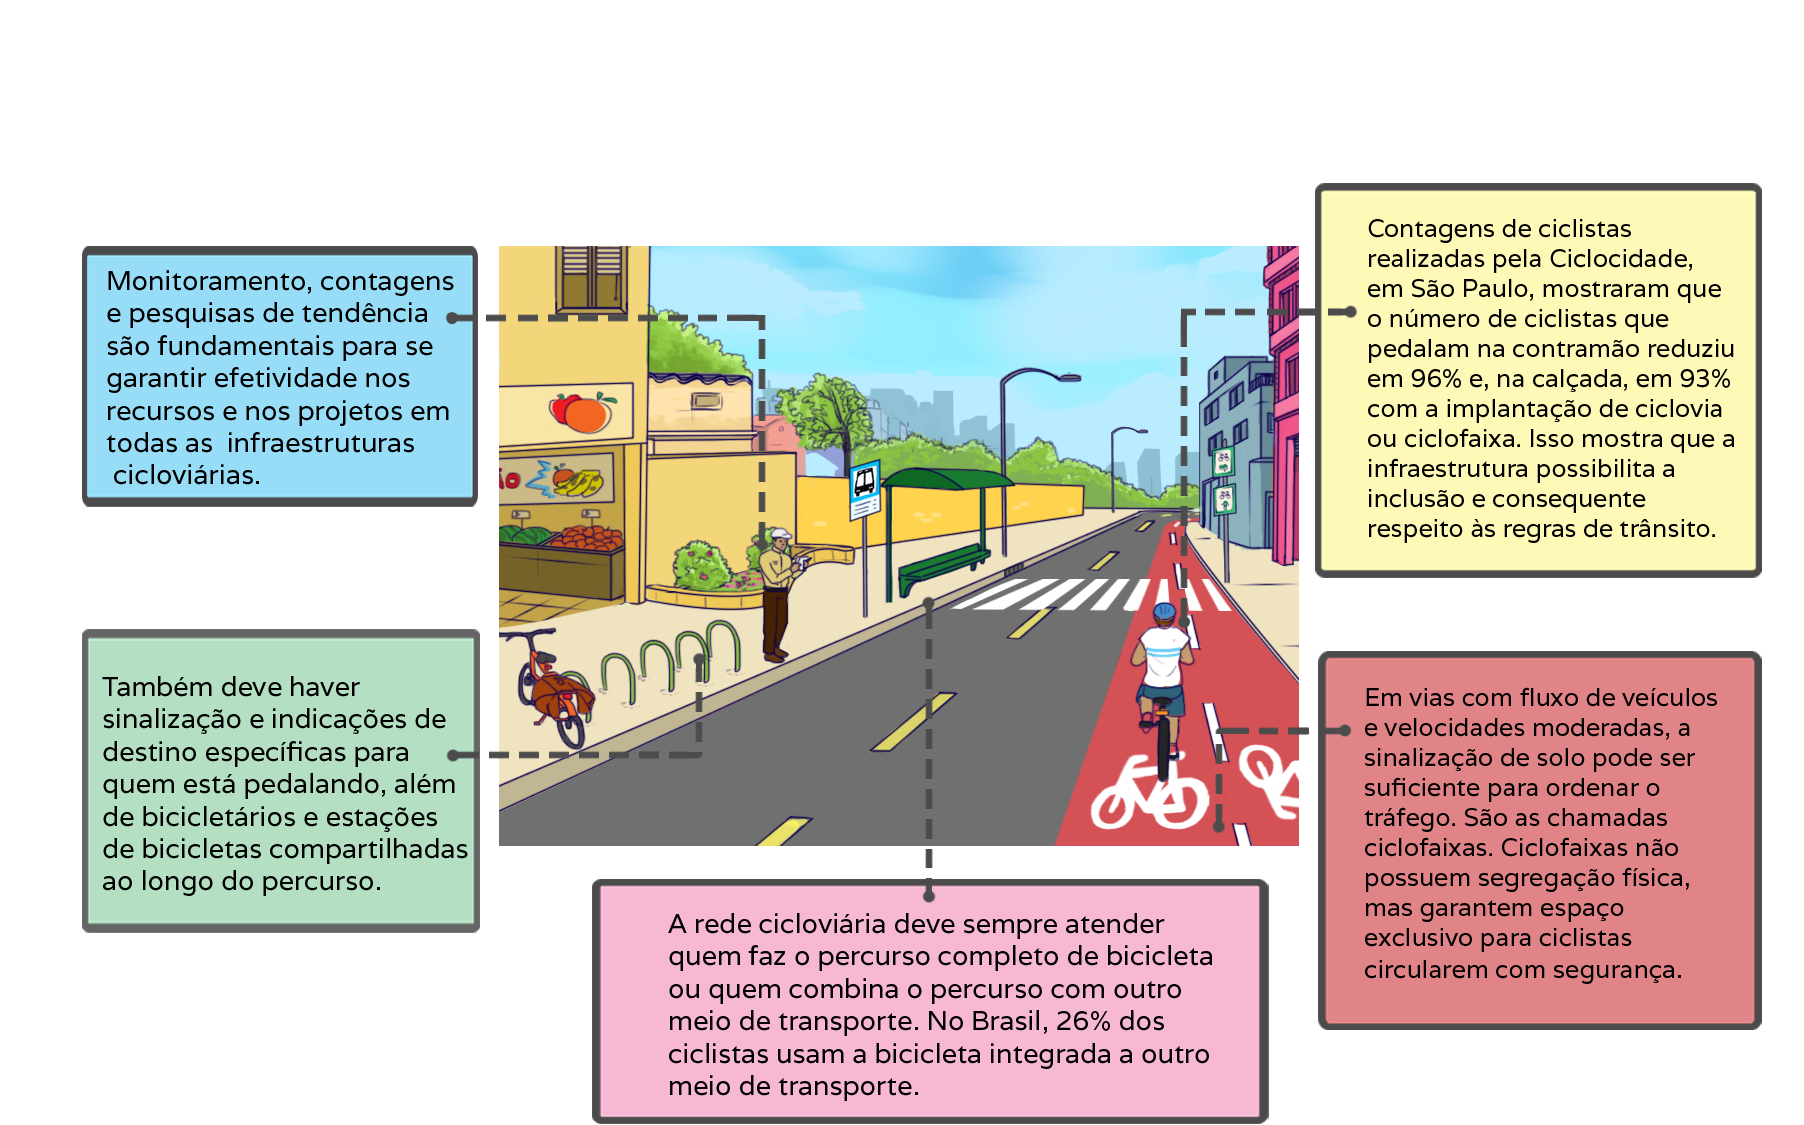 Monitoramento, contagens
e pesquisas de tendência
são fundamentais para se
garantir efetividade nos
recursos e nos projetos em
todas as  infraestruturas
cicloviárias.
Também deve haver
sinalização e indicações de
destino específicas para
quem está pedalando, além
de bicicletários e estações
de bicicletas compartilhadas
ao longo do percurso.
A rede cicloviária deve sempre atender
quem faz o percurso completo de bicicleta
ou quem combina o percurso com outro
meio de transporte. No Brasil, 26% dos
ciclistas usam a bicicleta integrada a outro
meio de transporte.
Contagens de ciclistas
realizadas pela Ciclocidade,
em São Paulo, mostraram que
o número de ciclistas que
pedalam na contramão reduziu
em 96% e, na calçada, em 93%
com a implantação de ciclovia
ou ciclofaixa. Isso mostra que a
infraestrutura possibilita a
inclusão e consequente
respeito às regras de trânsito.
Em vias com fluxo de veículos
e velocidades moderadas, a
sinalização de solo pode ser
suficiente para ordenar o
tráfego. São as chamadas
ciclofaixas. Ciclofaixas não
possuem segregação física,
mas garantem espaço
exclusivo para ciclistas
circularem com segurança.